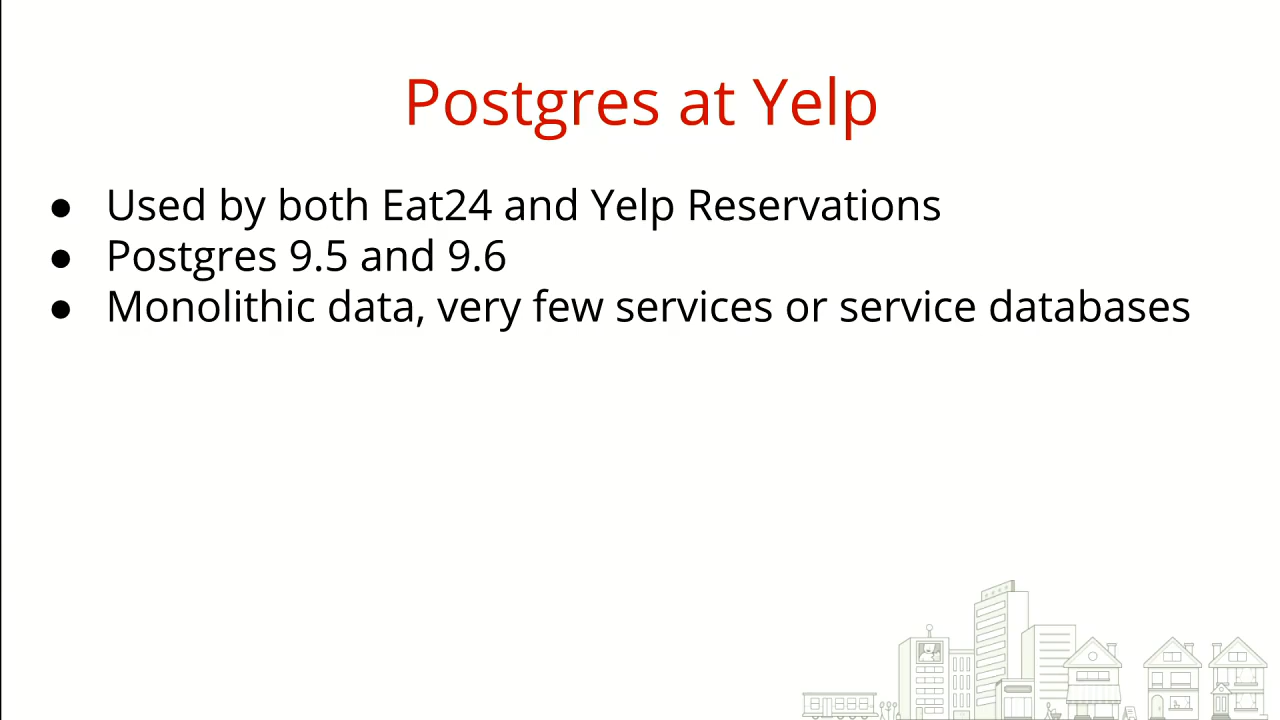 Postgres at Yelp
● Used by both Eat24 and Yelp Reservations
● Postgres 9.5 and 9.6
● Monolithic data, very few services or service databases